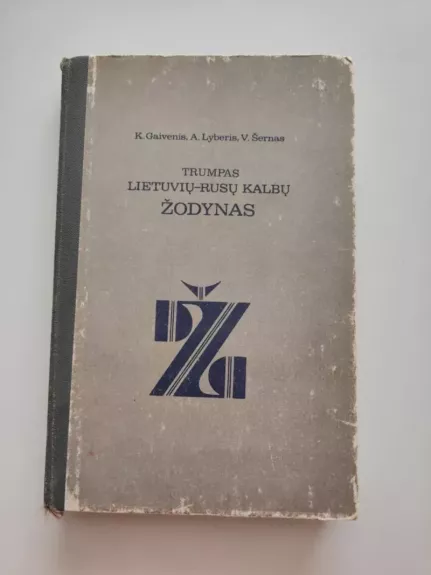 K. Gaivenis, A. Lyberis, V. Šernas
TRUMPAS
LIETUVIŲ-RUSŲ KALBŲ
ŽODYNAS
Ž